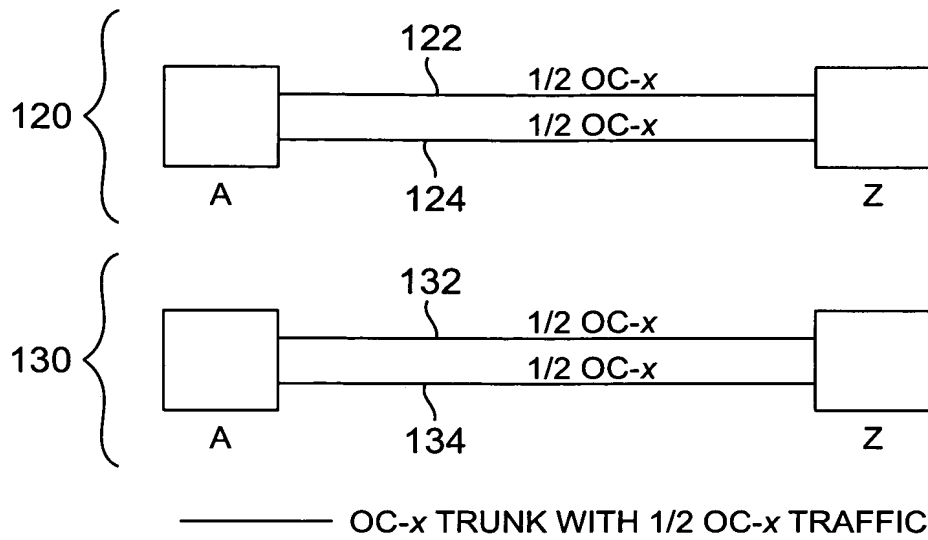 122
1/2 OC-x
120
1/2 OC-x
A
124
Z
132
1/2 OC-x
130
1/2 OC-x
A
134
Z
OC-x TRUNK WITH 1/2 OC-x TRAFFIC